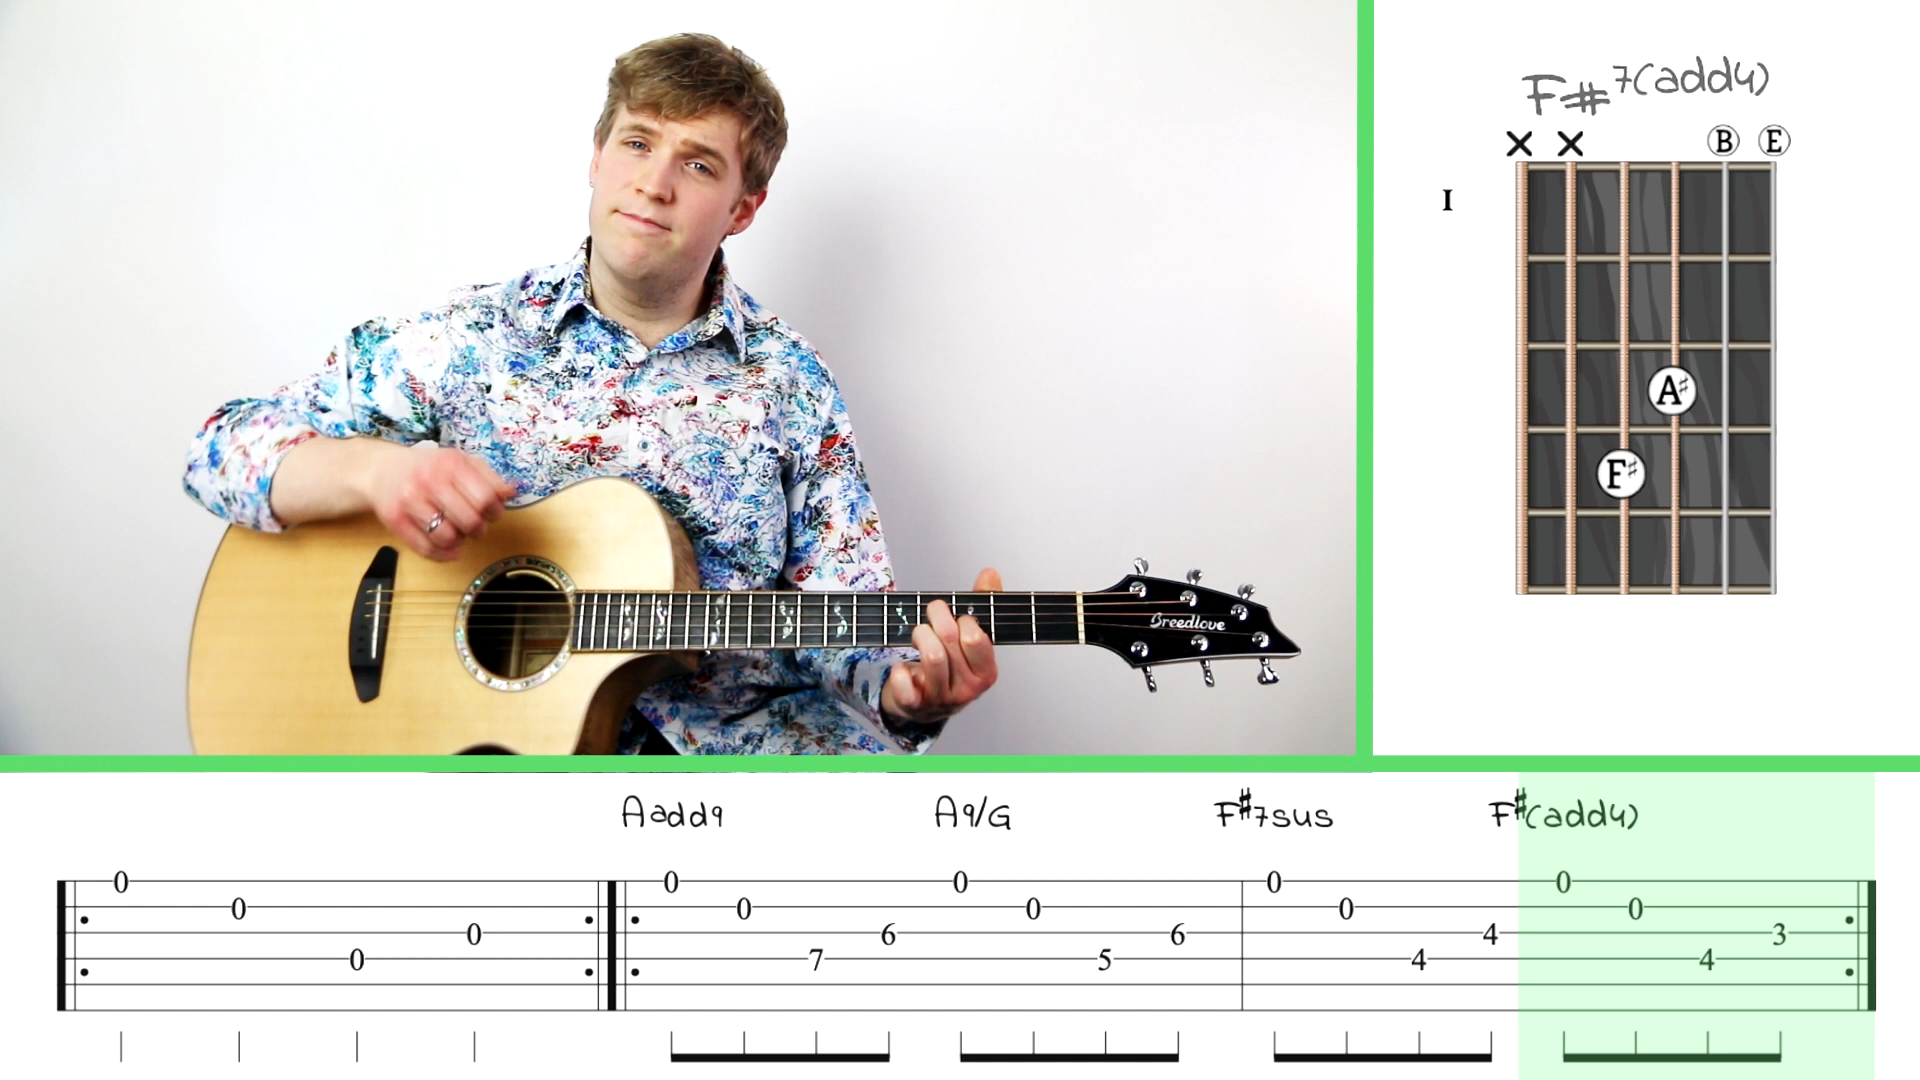 F#7(add4)
X X B E
I
A#
F#
Breedlove
Aadd9 A9/G F#7sus F#(add4)
0 0 0 0 0
0 0 0 0 0
0 6 6 4 3
0 7 5 4 4